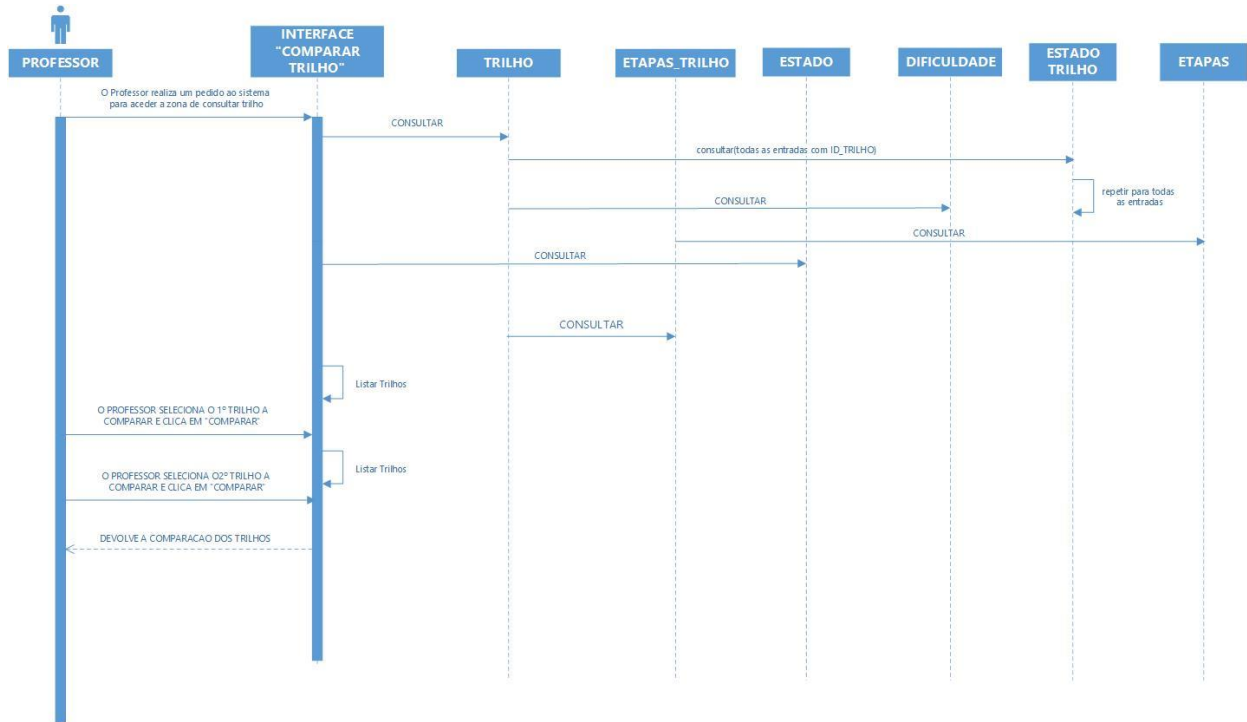 PROFESSOR
INTERFACE
"COMPARAR
TRILHO"
TRILHO
ETAPAS_TRILHO
ESTADO
DIFICULDADE
ESTADO
TRILHO
ETAPAS
O Professor realiza um pedido ao sistema
para aceder a zona de consultar trilho
CONSULTAR
consultar(todas as entradas com ID_TRILHO)
repetir para todas
as entradas
CONSULTAR
CONSULTAR
CONSULTAR
CONSULTAR
Listar Trilhos
O PROFESSOR SELECIONA O 1º TRILHO A
COMPARAR E CLICA EM "COMPARAR"
Listar Trilhos
O PROFESSOR SELECIONA O2º TRILHO A
COMPARAR E CLICA EM "COMPARAR"
DEVOLVE A COMPARACAO DOS TRILHOS